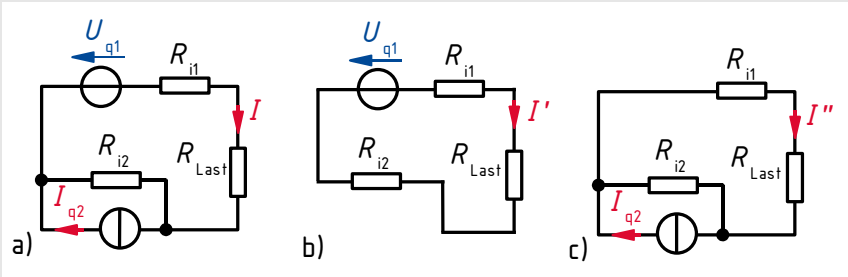 U q1
R i1
I
R Last
R i2
I q2
a)
U q1
R i1
I'
R Last
R i2
b)
R i1
I"
R Last
R i2
I q2
c)